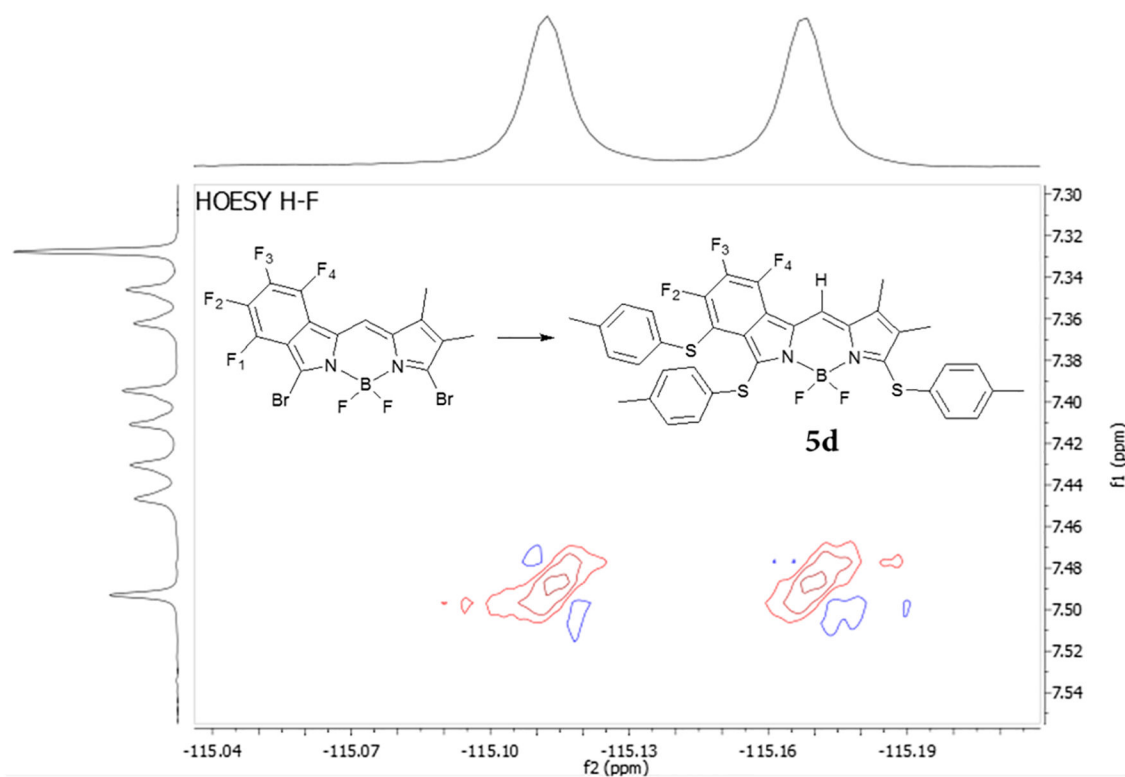 HOESY H-F
F3
F4
F2
F1
Br
N
N
B
F
F
Br
F3
F4
H
F2
S
S
N
N
B
F
F
S
5d
7.30
7.32
7.34
7.36
7.38
7.40
7.42
7.44
7.46
7.48
7.50
7.52
7.54
f1 (ppm)
-115.04
-115.07
-115.10
-115.13
-115.16
-115.19
f2 (ppm)